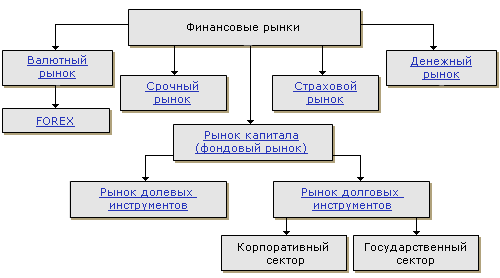 Финансовые рынки
Валютный
рынок
Срочный
рынок
Страховой
рынок
Денежный
рынок
FOREX
Рынок капитала
(фондовый рынок)
Рынок долевых
инструментов
Рынок долговых
инструментов
Корпоративный
сектор
Государственный
сектор